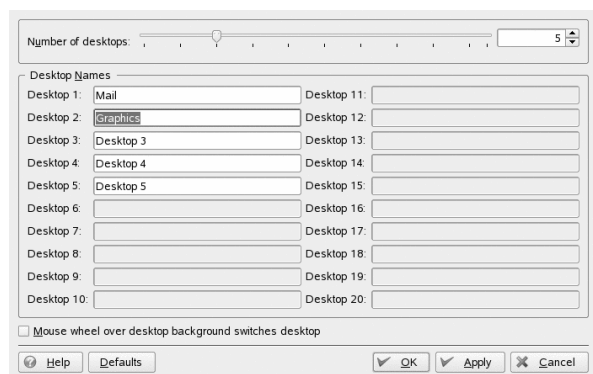 Number of desktops: 5
Desktop Names
Desktop 1: Mail Desktop 11:
Desktop 2: Graphics Desktop 12:
Desktop 3: Desktop 3 Desktop 13:
Desktop 4: Desktop 4 Desktop 14:
Desktop 5: Desktop 5 Desktop 15:
Desktop 6: Desktop 16:
Desktop 7: Desktop 17:
Desktop 8: Desktop 18:
Desktop 9: Desktop 19:
Desktop 10: Desktop 20:
Mouse wheel over desktop background switches desktop
Help Defaults OK Apply Cancel